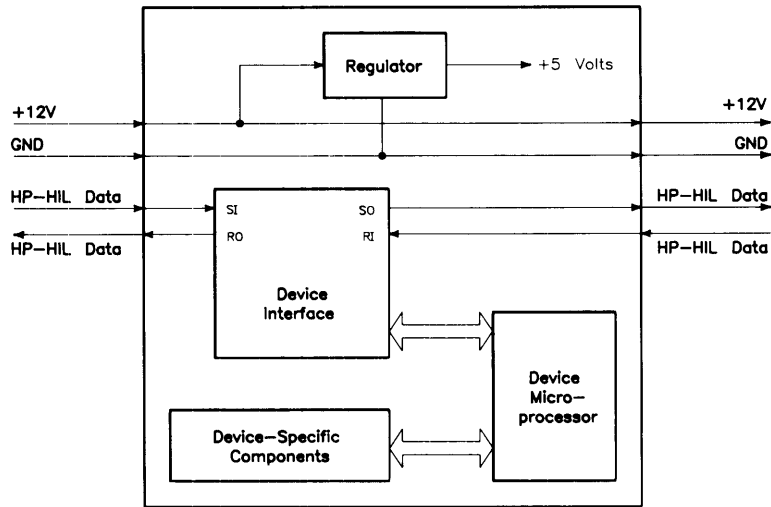 Regulator
+5 Volts
+12V
+12V
GND
GND
HP-HIL Data
HP-HIL Data
SI
SO
RO
RI
HP-HIL Data
HP-HIL Data
Device
Interface
Device
Micro-
processor
Device-Specific
Components